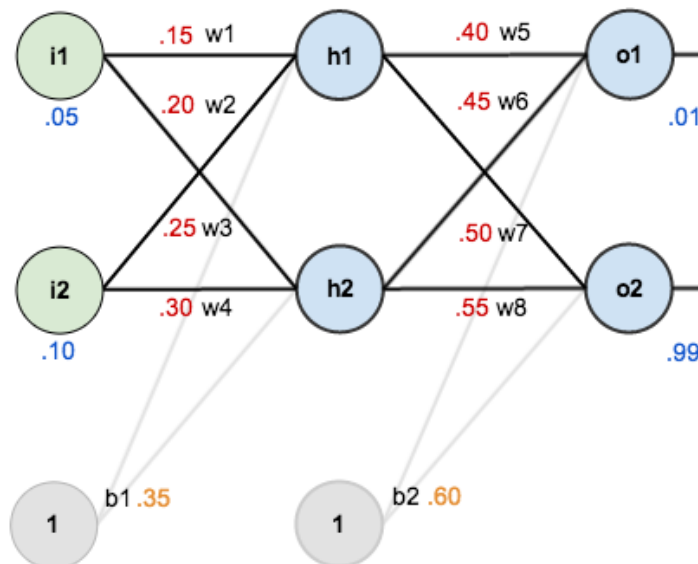 .15 w1
.40 w5
i1
h1
o1
.20 w2
.45 w6
.05
.01
.25 w3
.50 w7
i2
h2
o2
.30 w4
.55 w8
.10
.99
b1 .35
b2 .60
1
1